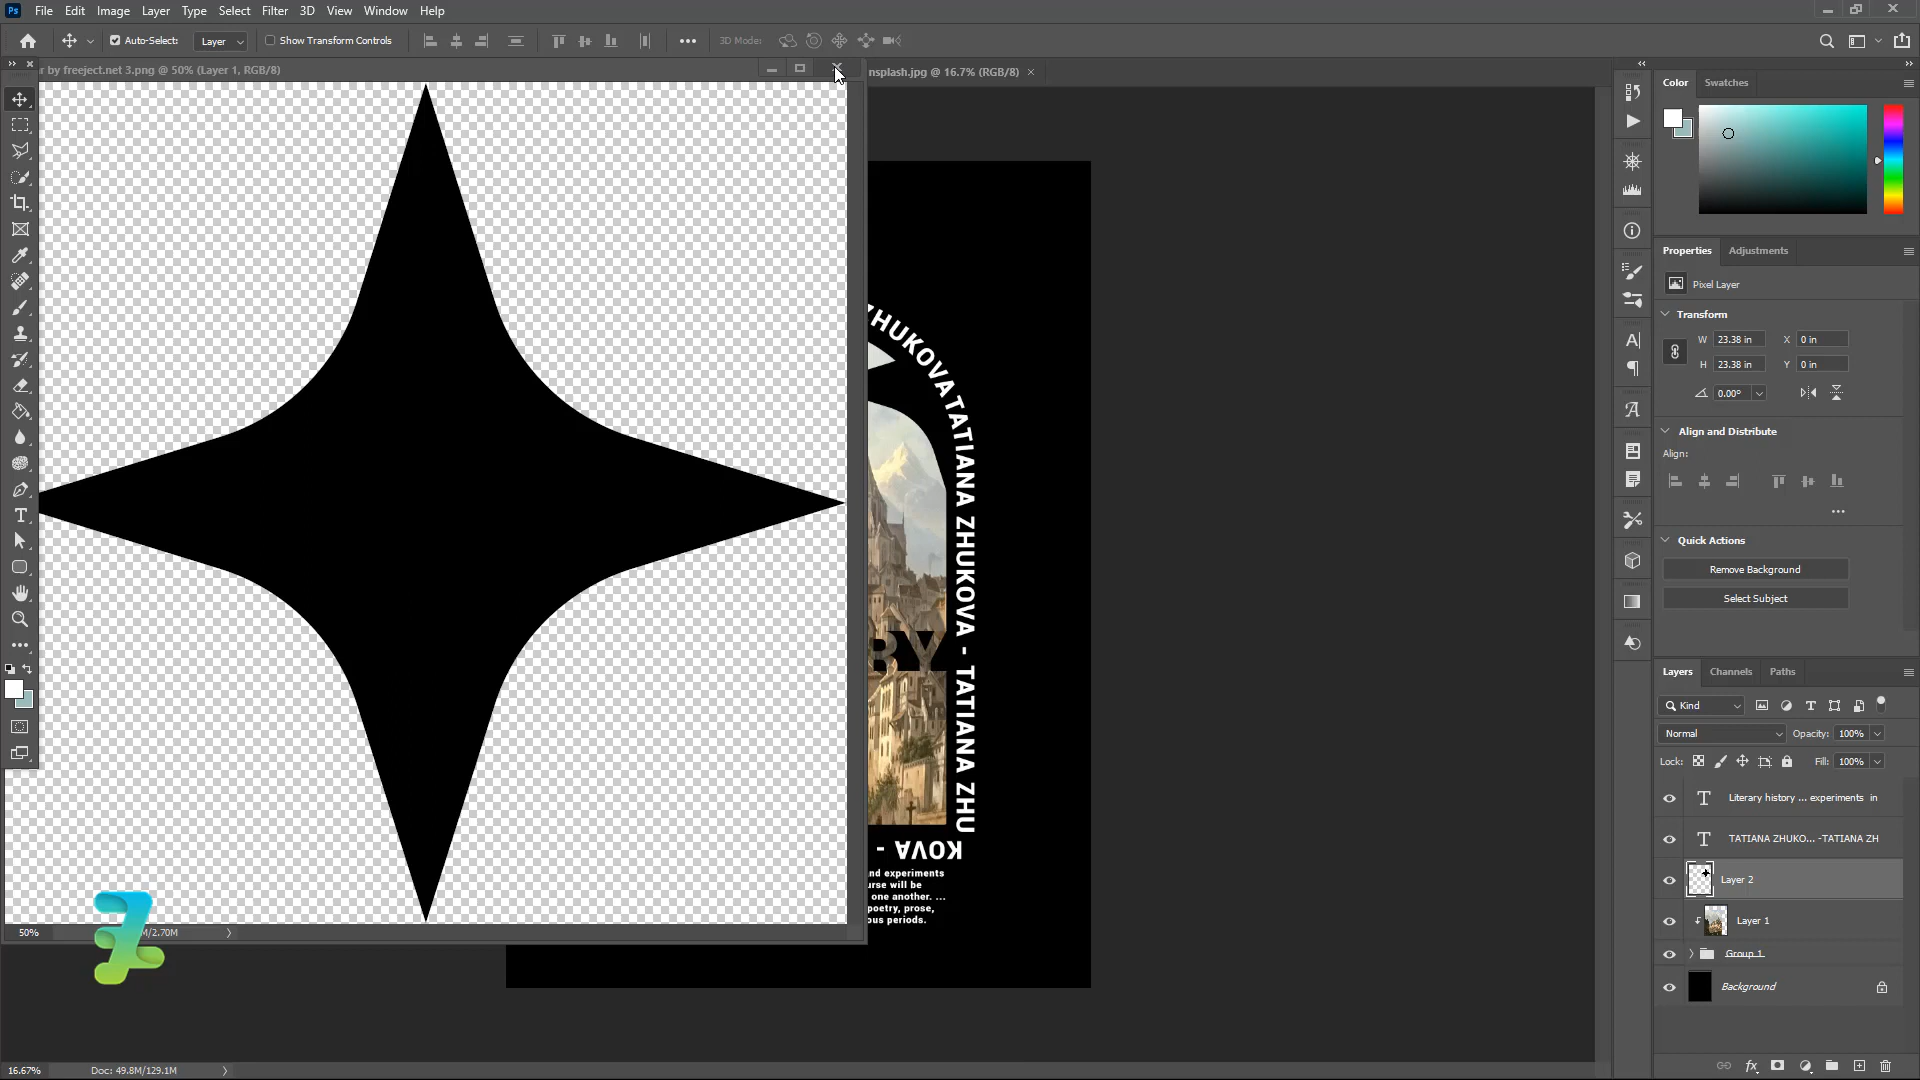 Ps File Edit Image Layer Type Select Filter 3D View Window Help
Auto-Select: Layer Show Transform Controls 3D Mode:
r by freeject.net 3.png @ 50% (Layer 1, RGB/8)
nsplash.jpg @ 16.7% (RGB/8)
Color Swatches
Properties Adjustments
Pixel Layer
Transform
W 23.38 in X 0 in
H 23.38 in Y 0 in
0.00°
Align and Distribute
Align:
Quick Actions
Remove Background
Select Subject
Layers Channels Paths
Kind
Normal Opacity: 100%
Lock: Fill: 100%
Literary history ... experiments in
TATIANA ZHUKO... -TATIANA ZH
Layer 2
Layer 1
Group 1
Background
ZHUKOVATATIANA ZHUKOVA - TATIANA ZHU
KOVA -
BY
nd experiments
urse will be
one another. ...
poetry, prose,
ous periods.
50% M/2.70M
16.67% Doc: 49.8M/129.1M